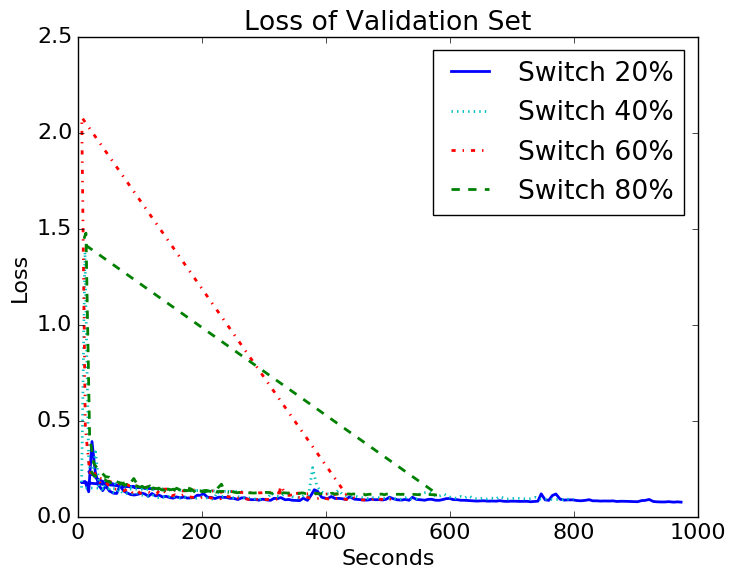 Loss of Validation Set
2.5
2.0
1.5
1.0
0.5
0.0
Loss
Switch 20%
Switch 40%
Switch 60%
Switch 80%
0
200
400
600
800
1000
Seconds